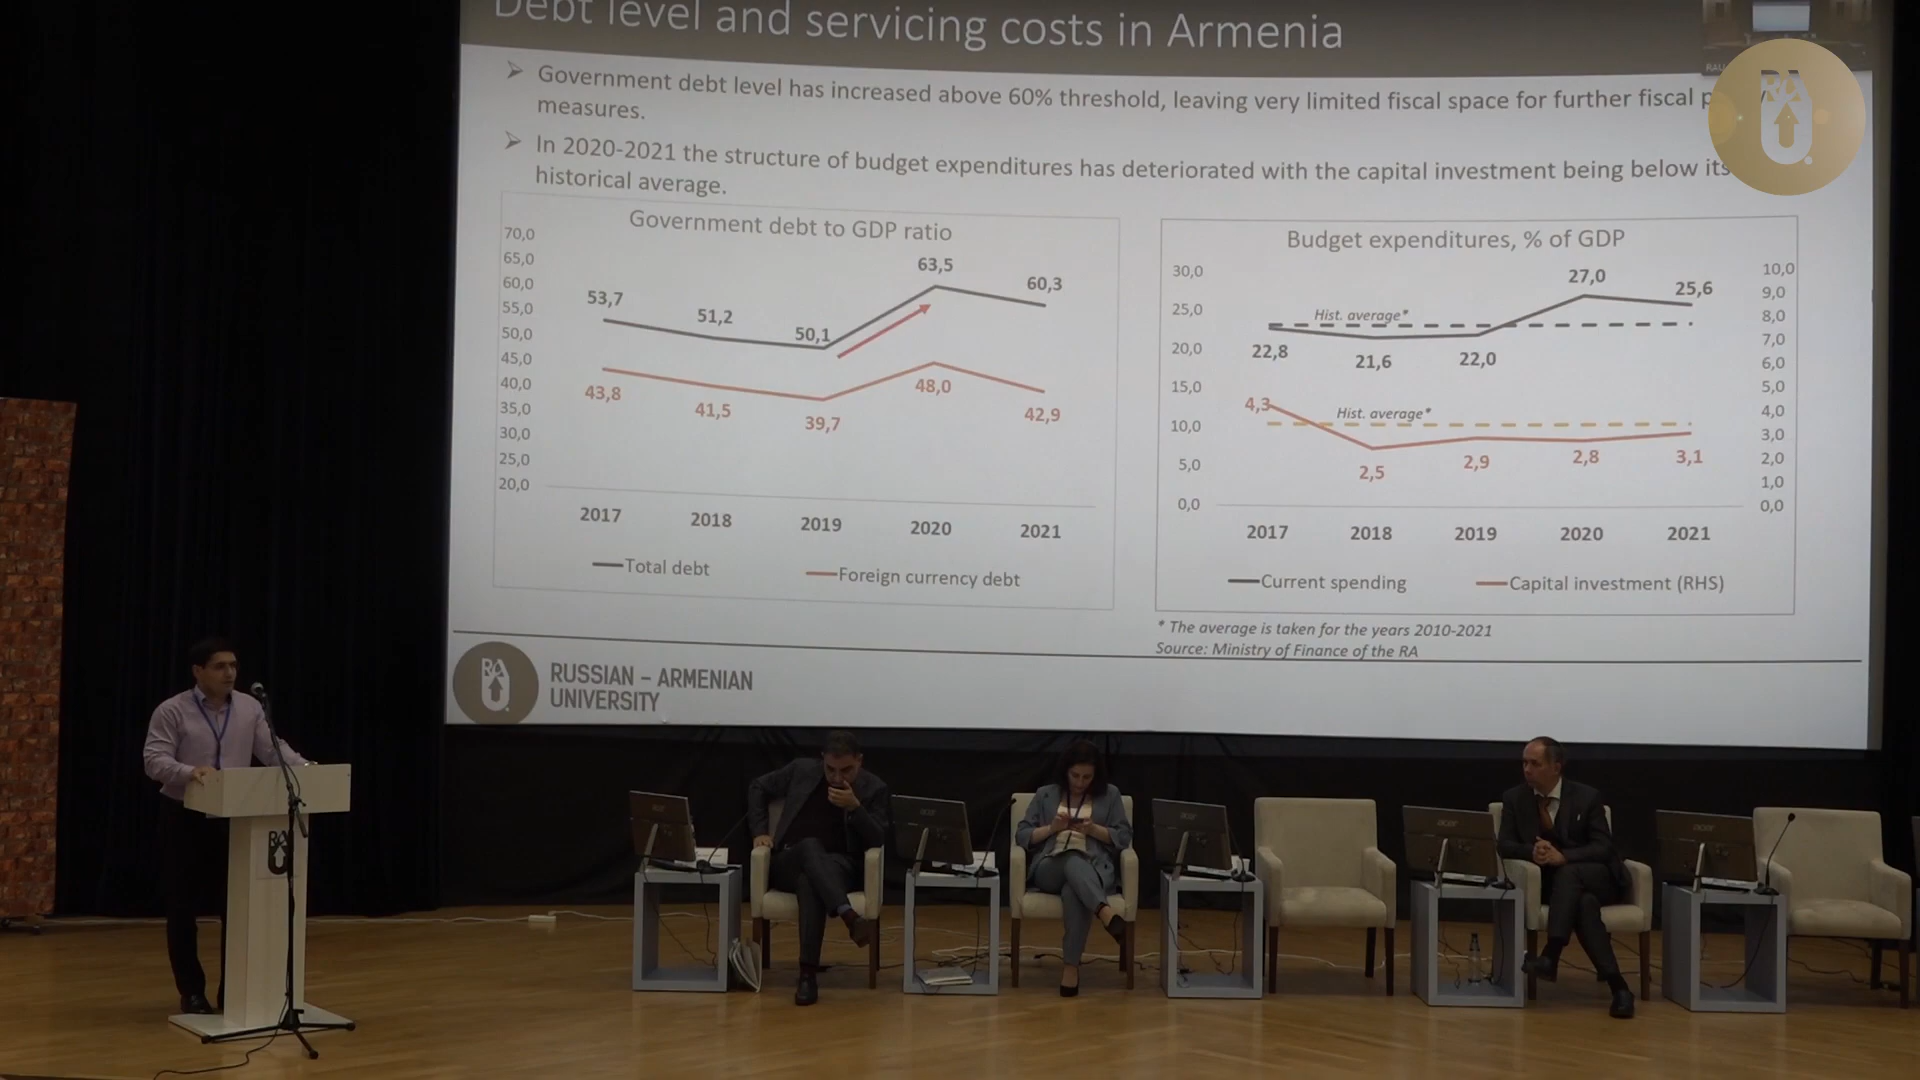 Debt level and servicing costs in Armenia
➢ Government debt level has increased above 60% threshold, leaving very limited fiscal space for further fiscal
measures.
➢ In 2020-2021 the structure of budget expenditures has deteriorated with the capital investment being below its
historical average.
Government debt to GDP ratio
70,0
65,0
60,0
55,0
50,0
45,0
40,0
35,0
30,0
25,0
20,0
53,7
51,2
50,1
63,5
60,3
43,8
41,5
39,7
48,0
42,9
2017 2018 2019 2020 2021
Total debt Foreign currency debt
Budget expenditures, % of GDP
30,0
25,0
20,0
15,0
10,0
5,0
0,0
10,0
9,0
8,0
7,0
6,0
5,0
4,0
3,0
2,0
1,0
0,0
Hist. average*
22,8
21,6
22,0
27,0
25,6
Hist. average*
4,3
2,5
2,9
2,8
3,1
2017 2018 2019 2020 2021
Current spending Capital investment (RHS)
* The average is taken for the years 2010-2021
Source: Ministry of Finance of the RA
RAU
RUSSIAN – ARMENIAN
UNIVERSITY
RAU
RAU
acer
acer
acer
acer
acer